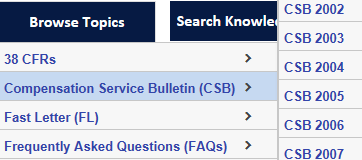 Browse Topics
Search Knowle
38 CFRs
Compensation Service Bulletin (CSB)
Fast Letter (FL)
Frequently Asked Questions (FAQs)
CSB 2002
CSB 2003
CSB 2004
CSB 2005
CSB 2006
CSB 2007